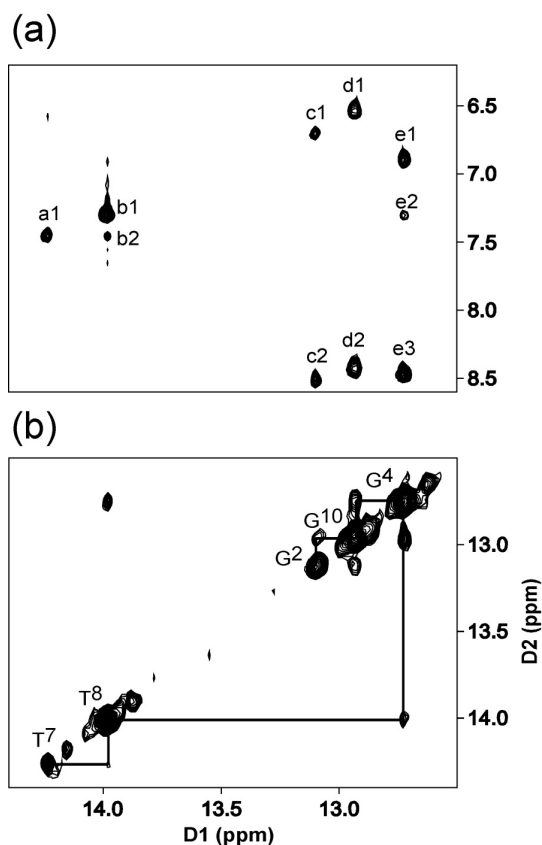 (a)
d1
c1
e1
a1
b1
b2
e2
c2
d2
e3
6.5
7.0
7.5
8.0
8.5
(b)
G4
G10
G2
T8
T7
13.0
13.5
14.0
D2 (ppm)
14.0 13.5 13.0
D1 (ppm)